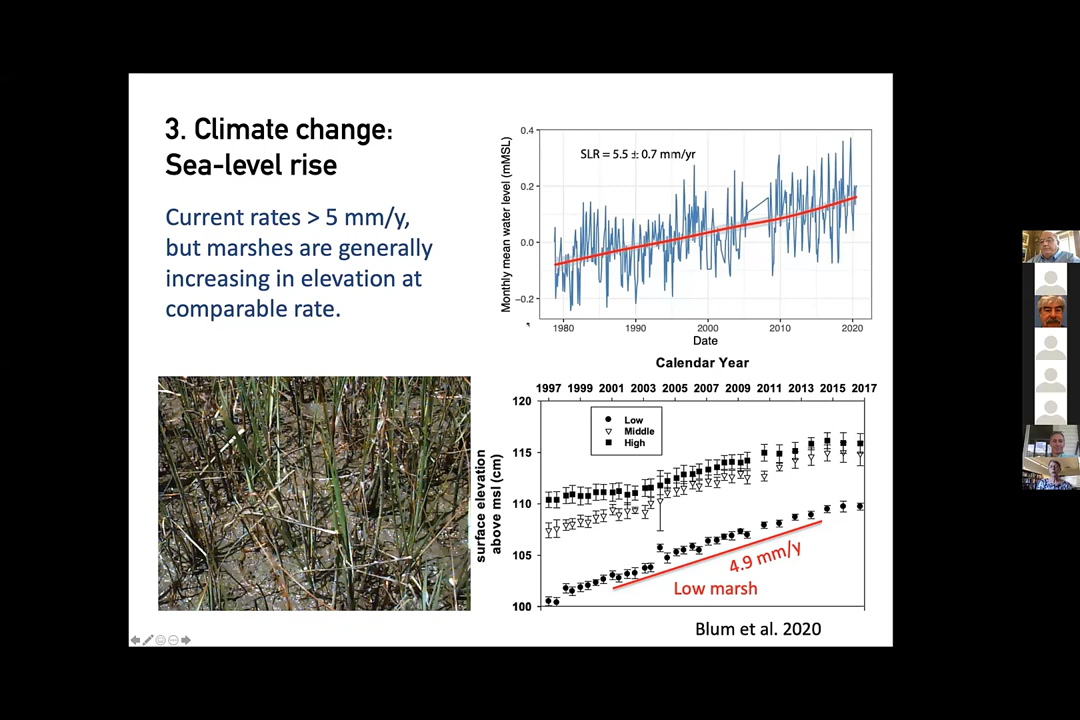 3. Climate change:
Sea-level rise
Current rates > 5 mm/y,
but marshes are generally
increasing in elevation at
comparable rate.
Monthly mean water level (mMSL)
0.4
0.2
0.0
−0.2
SLR = 5.5 ± 0.7 mm/yr
1980 1990 2000 2010 2020
Date
Calendar Year
1997 1999 2001 2003 2005 2007 2009 2011 2013 2015 2017
surface elevation
above msl (cm)
120
115
110
105
100
Low
Middle
High
4.9 mm/y
Low marsh
Blum et al. 2020